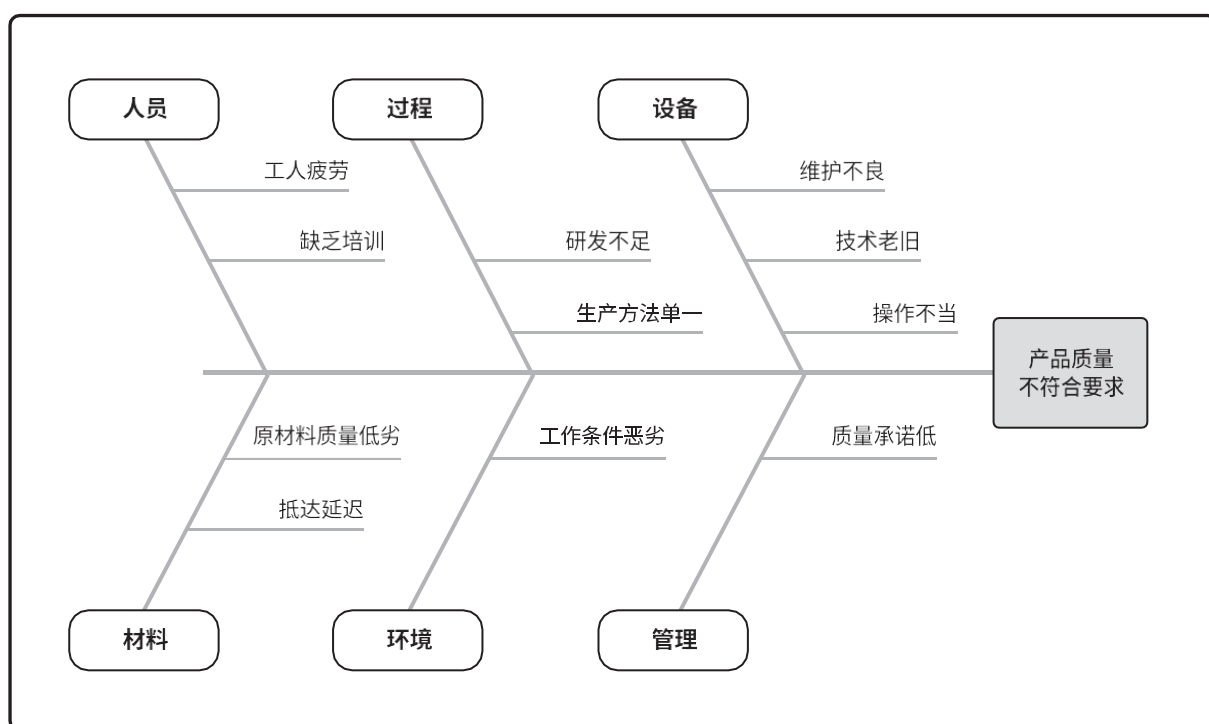 人员
过程
设备
工人疲劳
维护不良
缺乏培训
研发不足
技术老旧
生产方法单一
操作不当
产品质量
不符合要求
原材料质量低劣
工作条件恶劣
质量承诺低
抵达延迟
材料
环境
管理